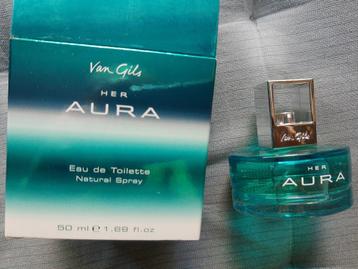 Van Gils
HER
AURA
Eau de Toilette
Natural Spray
50 ml e 1.69 fl.oz
Van Gils
HER
AURA